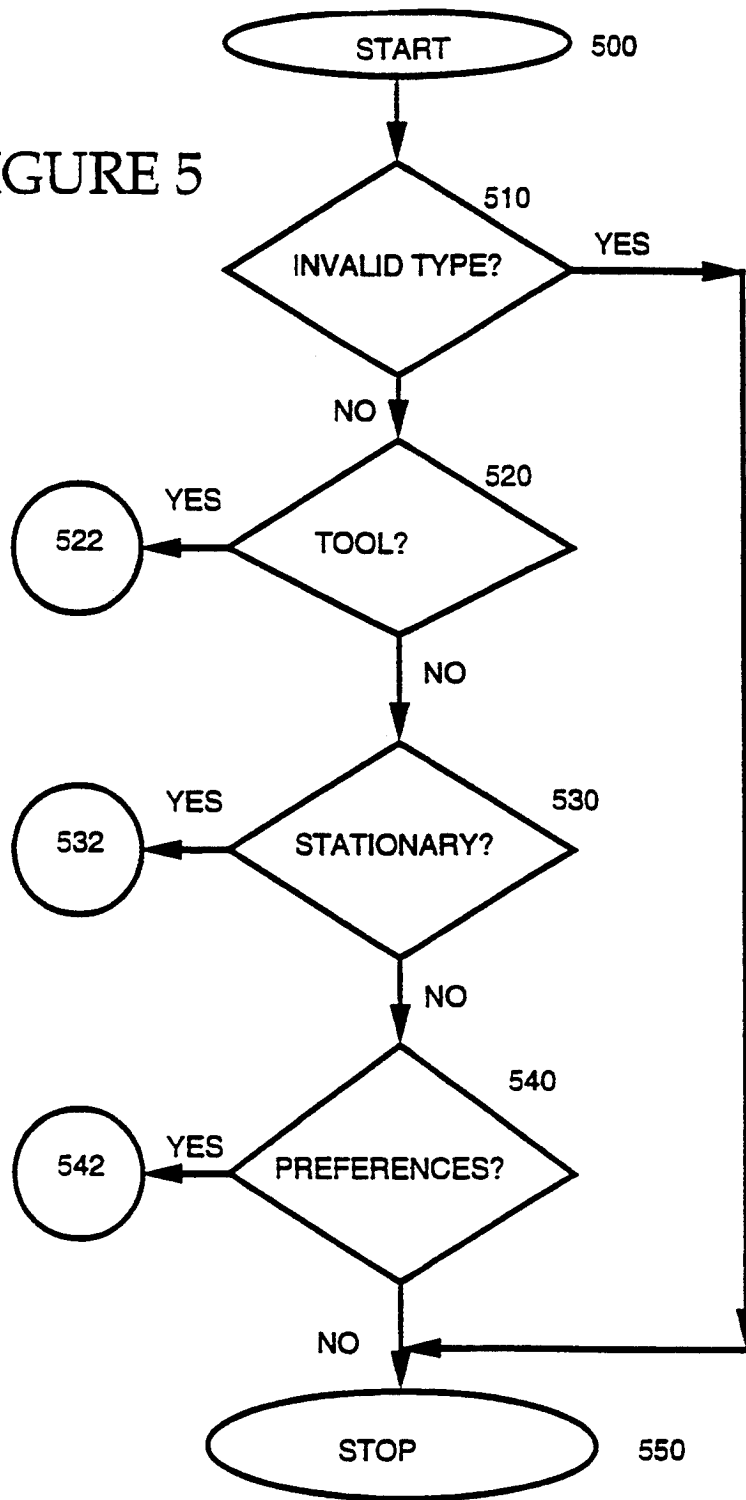 START 500
IGURE 5
510
INVALID TYPE?
YES
NO
520
YES
522
TOOL?
NO
YES
530
532
STATIONARY?
NO
540
YES
542
PREFERENCES?
NO
STOP 550